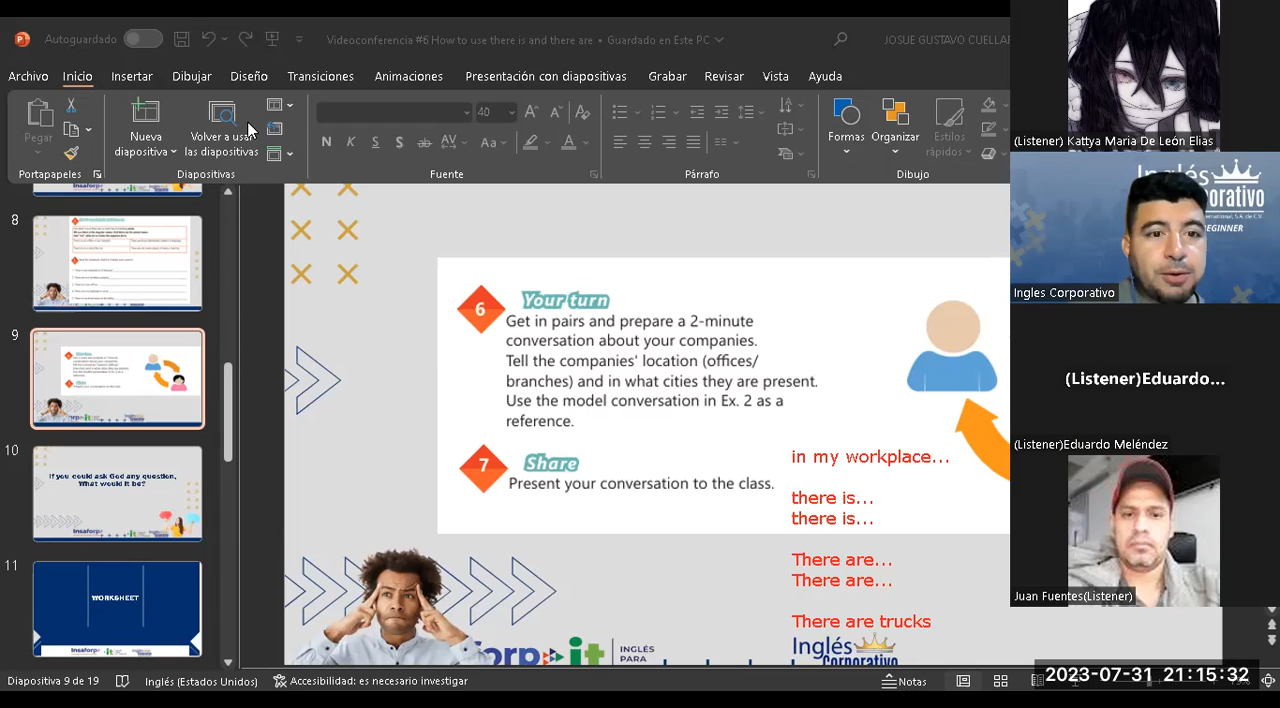 Autoguardado
Videoconferencia #6 How to use there is and there are • Guardado en Este PC
JOSUE GUSTAVO CUELLAR
Archivo Inicio Insertar Dibujar Diseño Transiciones Animaciones Presentación con diapositivas Grabar Revisar Vista Ayuda
Pegar
Nueva diapositiva
Volver a usar las diapositivas
40
N K S S ab AV Aa A
Formas Organizar Estilos rápidos
Portapapeles Diapositivas Fuente Párrafo Dibujo
8
9
10
If you could ask God any question,
What would it be?
11
WORKSHEET
6 Your turn
Get in pairs and prepare a 2-minute
conversation about your companies.
Tell the companies' location (offices/
branches) and in what cities they are present.
Use the model conversation in Ex. 2 as a
reference.
7 Share
Present your conversation to the class.
in my workplace...
there is...
there is...
There are...
There are...
There are trucks
INGLÉS
PARA
Inglés
Corporativo
(Listener) Kattya Maria De León Elias
Inglés
BEGINNER
Ingles Corporativo
(Listener)Eduardo...
(Listener)Eduardo Meléndez
Juan Fuentes(Listener)
Diapositiva 9 de 19 Inglés (Estados Unidos) Accesibilidad: es necesario investigar Notas
2023-07-31 21:15:32